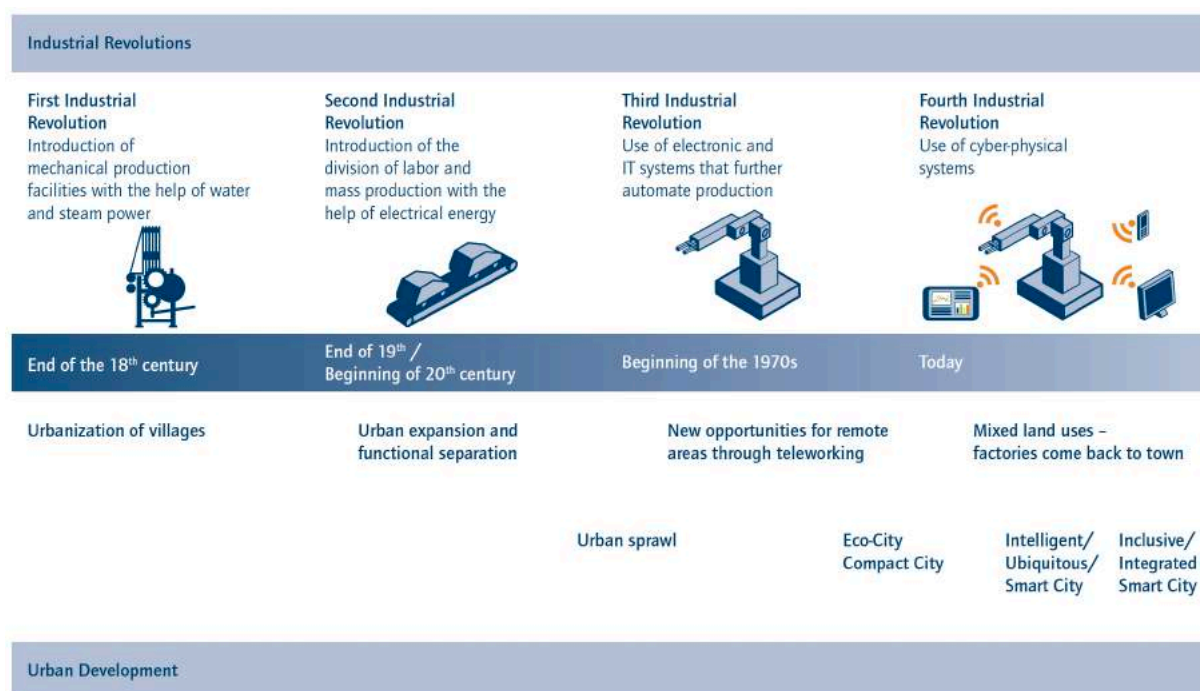 Industrial Revolutions
First Industrial
Revolution
Introduction of
mechanical production
facilities with the help of water
and steam power
Second Industrial
Revolution
Introduction of the
division of labor and
mass production with the
help of electrical energy
Third Industrial
Revolution
Use of electronic and
IT systems that further
automate production
Fourth Industrial
Revolution
Use of cyber-physical
systems
End of the 18th century
End of 19th /
Beginning of 20th century
Beginning of the 1970s
Today
Urbanization of villages
Urban expansion and
functional separation
New opportunities for remote
areas through teleworking
Mixed land uses –
factories come back to town
Urban sprawl
Eco-City
Compact City
Intelligent/
Ubiquitous/
Smart City
Inclusive/
Integrated
Smart City
Urban Development